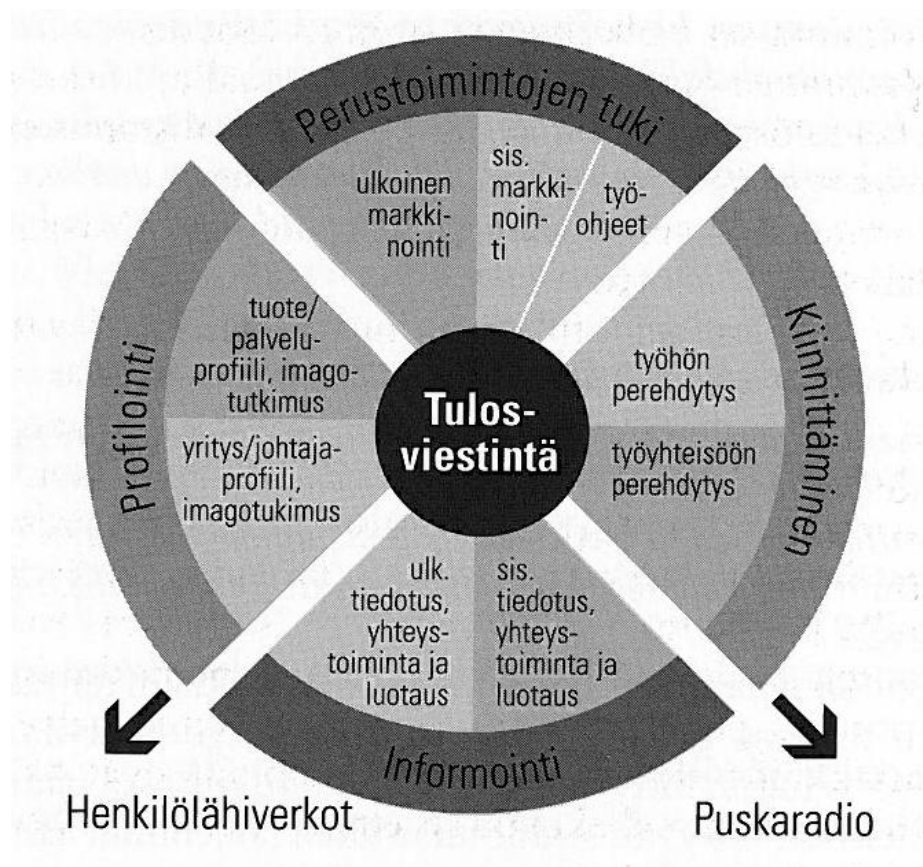 Perustoimintojen tuki
ulkoinen
markki-
nointi
sis.
markki-
noin-
ti
työ-
ohjeet
Kiinnittäminen
työhön
perehdytys
työyhteisöön
perehdytys
Profilointi
tuote/
palvelu-
profiili, imago-
tutkimus
yritys/johtaja-
profiili,
imagotukimus
Tulos-
viestintä
ulk.
tiedotus,
yhteys-
toiminta ja
luotaus
sis.
tiedotus,
yhteys-
toiminta ja
luotaus
Informointi
Henkilölähiverkot
Puskaradio